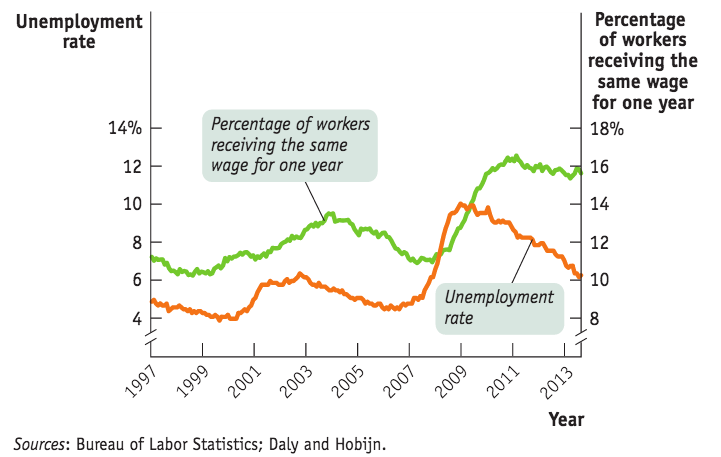 Unemployment
rate
Percentage
of workers
receiving the
same wage
for one year
14%
12
10
8
6
4
18%
16
14
12
10
8
Percentage of workers
receiving the same
wage for one year
Unemployment
rate
1997
1999
2001
2003
2005
2007
2009
2011
2013
Year
Sources: Bureau of Labor Statistics; Daly and Hobijn.